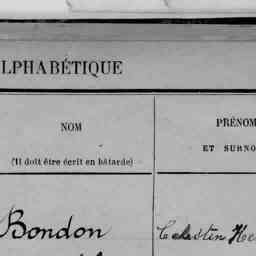 LPHABÉTIQUE
NOM
PRÉNOM
(Il doit être écrit en bâtarde)
ET SURNO
Bondon